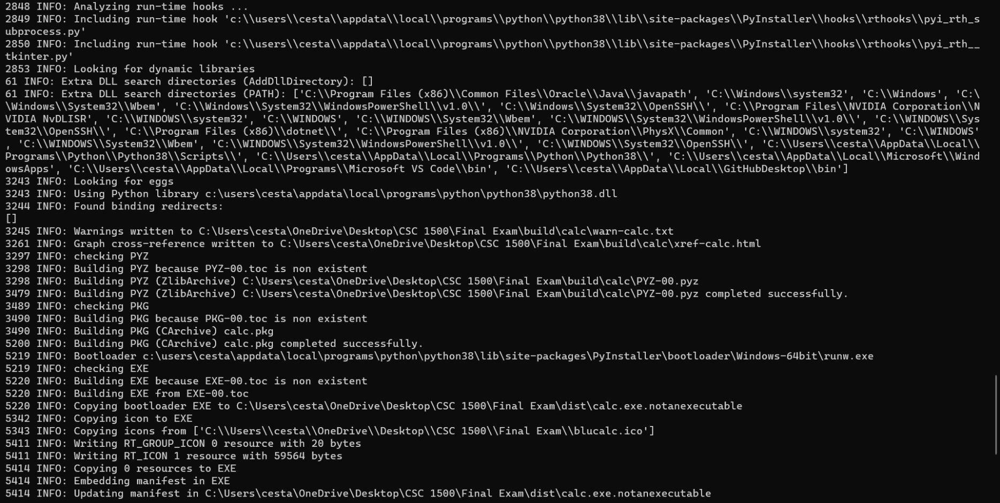 2848 INFO: Analyzing run-time hooks ...
2849 INFO: Including run-time hook 'c:\\users\\cesta\\appdata\\local\\programs\\python\\python38\\lib\\site-packages\\PyInstaller\\hooks\\rthooks\\pyi_rth_s
ubprocess.py'
2850 INFO: Including run-time hook 'c:\\users\\cesta\\appdata\\local\\programs\\python\\python38\\lib\\site-packages\\PyInstaller\\hooks\\rthooks\\pyi_rth__
tkinter.py'
2853 INFO: Looking for dynamic libraries
61 INFO: Extra DLL search directories (AddDllDirectory): []
61 INFO: Extra DLL search directories (PATH): ['C:\\Program Files (x86)\\Common Files\\Oracle\\Java\\javapath', 'C:\\Windows\\system32', 'C:\\Windows', 'C:\
\Windows\\System32\\Wbem', 'C:\\Windows\\System32\\WindowsPowerShell\\v1.0\\', 'C:\\Windows\\System32\\OpenSSH\\', 'C:\\Program Files\\NVIDIA Corporation\\N
VIDIA NvDLISR', 'C:\\WINDOWS\\system32', 'C:\\WINDOWS', 'C:\\WINDOWS\\System32\\Wbem', 'C:\\WINDOWS\\System32\\WindowsPowerShell\\v1.0\\', 'C:\\WINDOWS\\Sys
tem32\\OpenSSH\\', 'C:\\Program Files (x86)\\dotnet\\', 'C:\\Program Files (x86)\\NVIDIA Corporation\\PhysX\\Common', 'C:\\WINDOWS\\system32', 'C:\\WINDOWS'
, 'C:\\WINDOWS\\System32\\Wbem', 'C:\\WINDOWS\\System32\\WindowsPowerShell\\v1.0\\', 'C:\\WINDOWS\\System32\\OpenSSH\\', 'C:\\Users\\cesta\\AppData\\Local\\
Programs\\Python\\Python38\\Scripts\\', 'C:\\Users\\cesta\\AppData\\Local\\Programs\\Python\\Python38\\', 'C:\\Users\\cesta\\AppData\\Local\\Microsoft\\Wind
owsApps', 'C:\\Users\\cesta\\AppData\\Local\\Programs\\Microsoft VS Code\\bin', 'C:\\Users\\cesta\\AppData\\Local\\GitHubDesktop\\bin']
3243 INFO: Looking for eggs
3243 INFO: Using Python library c:\users\cesta\appdata\local\programs\python\python38\python38.dll
3244 INFO: Found binding redirects:
[]
3245 INFO: Warnings written to C:\Users\cesta\OneDrive\Desktop\CSC 1500\Final Exam\build\calc\warn-calc.txt
3261 INFO: Graph cross-reference written to C:\Users\cesta\OneDrive\Desktop\CSC 1500\Final Exam\build\calc\xref-calc.html
3297 INFO: checking PYZ
3298 INFO: Building PYZ because PYZ-00.toc is non existent
3298 INFO: Building PYZ (ZlibArchive) C:\Users\cesta\OneDrive\Desktop\CSC 1500\Final Exam\build\calc\PYZ-00.pyz
3479 INFO: Building PYZ (ZlibArchive) C:\Users\cesta\OneDrive\Desktop\CSC 1500\Final Exam\build\calc\PYZ-00.pyz completed successfully.
3489 INFO: checking PKG
3490 INFO: Building PKG because PKG-00.toc is non existent
3490 INFO: Building PKG (CArchive) calc.pkg
5200 INFO: Building PKG (CArchive) calc.pkg completed successfully.
5219 INFO: Bootloader c:\users\cesta\appdata\local\programs\python\python38\lib\site-packages\PyInstaller\bootloader\Windows-64bit\runw.exe
5219 INFO: checking EXE
5220 INFO: Building EXE because EXE-00.toc is non existent
5220 INFO: Building EXE from EXE-00.toc
5220 INFO: Copying bootloader EXE to C:\Users\cesta\OneDrive\Desktop\CSC 1500\Final Exam\dist\calc.exe.notanexecutable
5342 INFO: Copying icon to EXE
5343 INFO: Copying icons from ['C:\\Users\\cesta\\OneDrive\\Desktop\\CSC 1500\\Final Exam\\blucalc.ico']
5411 INFO: Writing RT_GROUP_ICON 0 resource with 20 bytes
5411 INFO: Writing RT_ICON 1 resource with 59564 bytes
5414 INFO: Copying 0 resources to EXE
5414 INFO: Embedding manifest in EXE
5414 INFO: Updating manifest in C:\Users\cesta\OneDrive\Desktop\CSC 1500\Final Exam\dist\calc.exe.notanexecutable